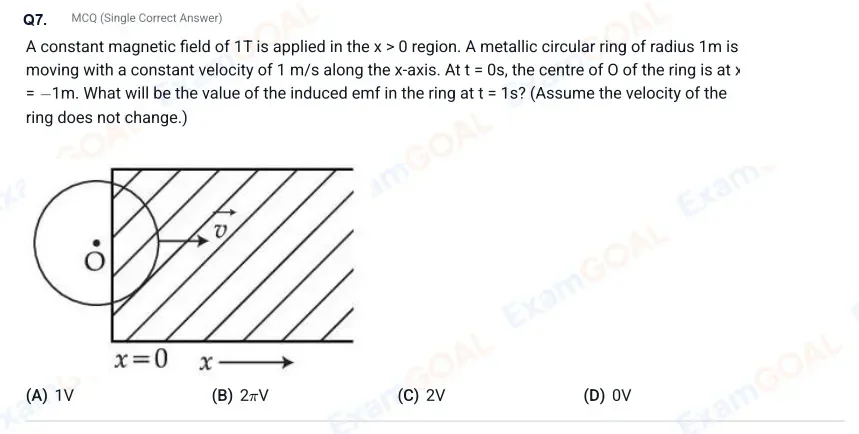 Q7. MCQ (Single Correct Answer)
A constant magnetic field of 1T is applied in the x > 0 region. A metallic circular ring of radius 1m is
moving with a constant velocity of 1 m/s along the x-axis. At t = 0s, the centre of O of the ring is at x
= −1m. What will be the value of the induced emf in the ring at t = 1s? (Assume the velocity of the
ring does not change.)
v
O
x=0 x
(A) 1V (B) 2πV (C) 2V (D) 0V
ExamGOAL